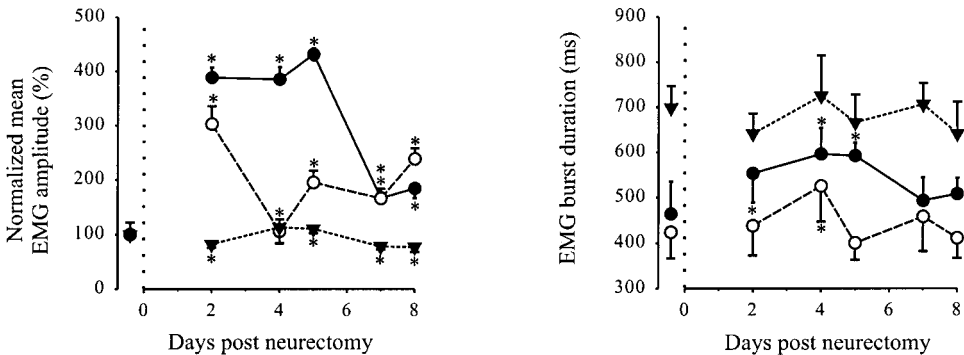 Normalized mean
EMG amplitude (%)
500
400
300
200
100
0
* * * * * * * * * * * * * * *
0 2 4 6 8
Days post neurectomy
EMG burst duration (ms)
900
800
700
600
500
400
300
* * * *
0 2 4 6 8
Days post neurectomy